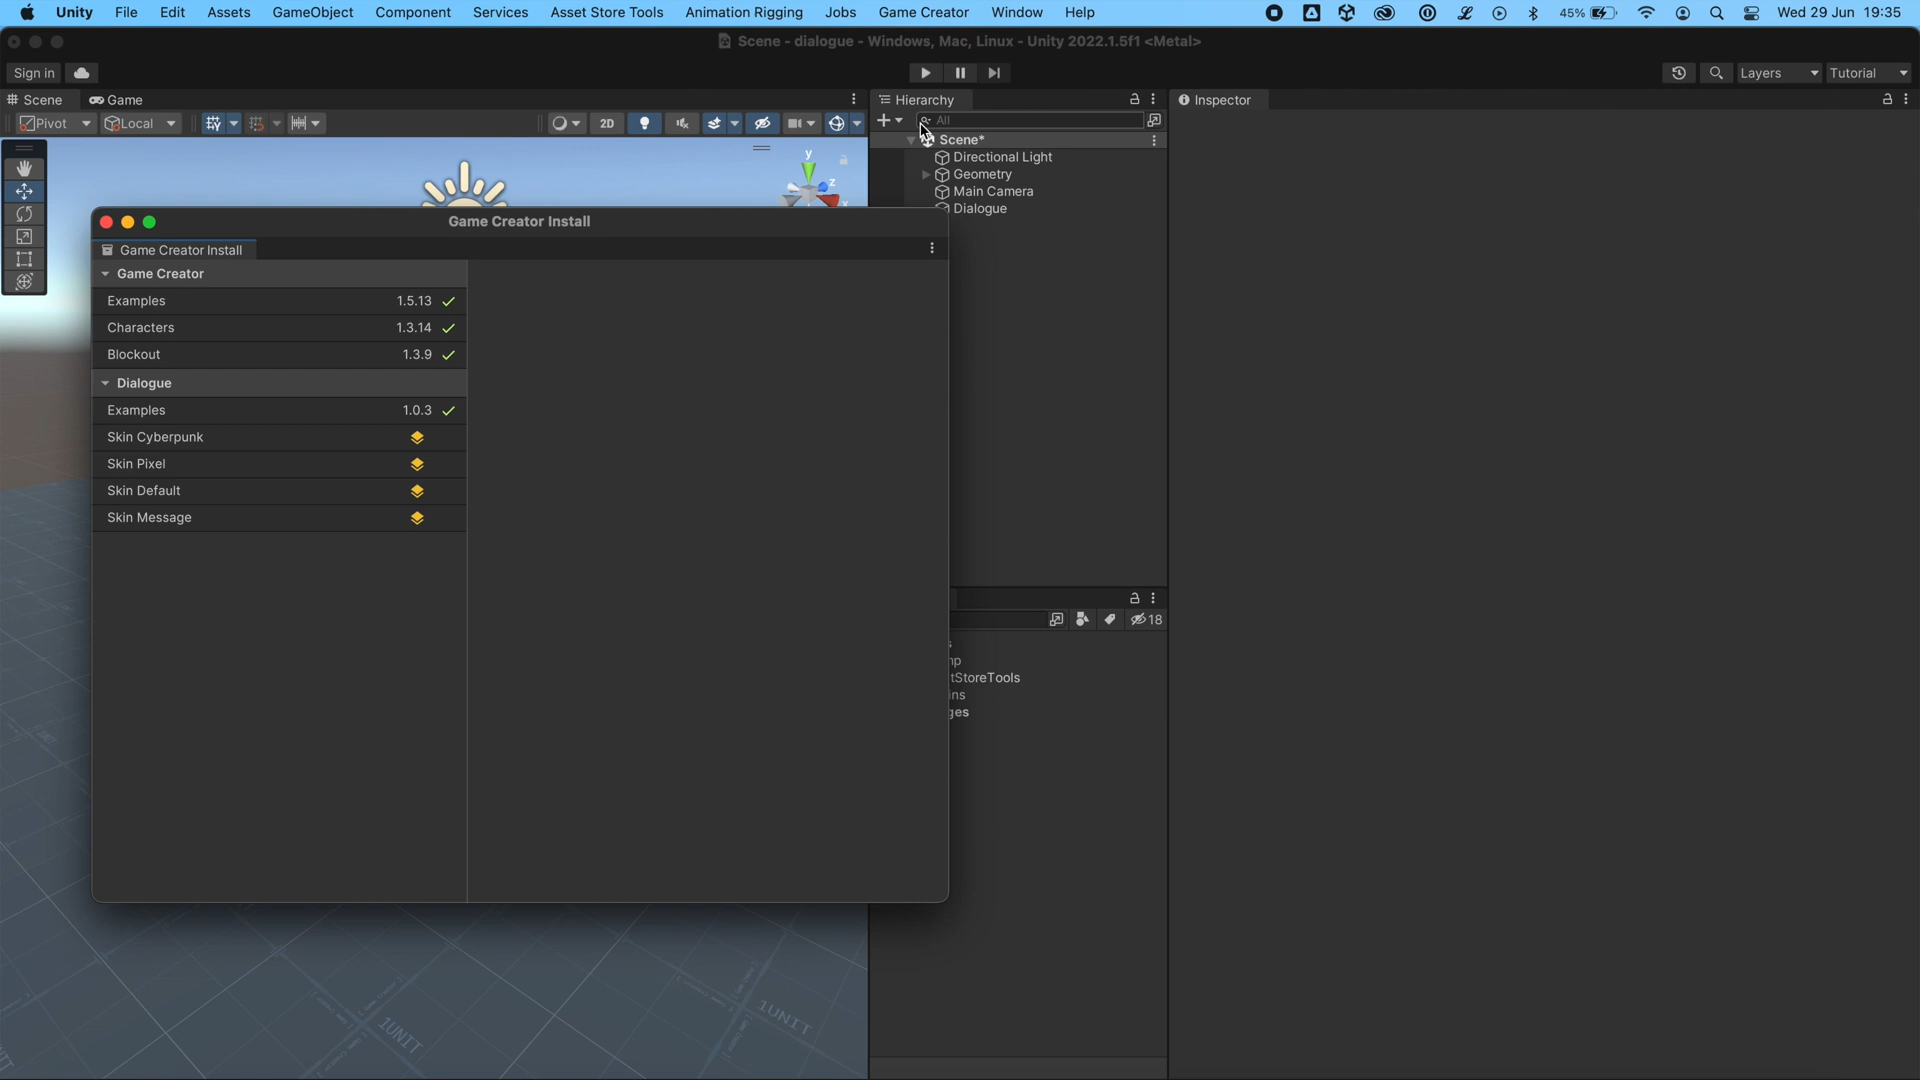 Unity File Edit Assets GameObject Component Services Asset Store Tools Animation Rigging Jobs Game Creator Window Help 45% Wed 29 Jun 19:35
Scene - dialogue - Windows, Mac, Linux - Unity 2022.1.5f1 <Metal>
Sign in Layers Tutorial
Scene Game Hierarchy Inspector
Pivot Local 2D All
Scene*
Directional Light
Geometry
Main Camera
Dialogue
y
z
x
Game Creator Install
Game Creator Install
Game Creator
Examples 1.5.13
Characters 1.3.14
Blockout 1.3.9
Dialogue
Examples 1.0.3
Skin Cyberpunk
Skin Pixel
Skin Default
Skin Message
18
tStoreTools
ins
ges
1UNIT
1UNIT